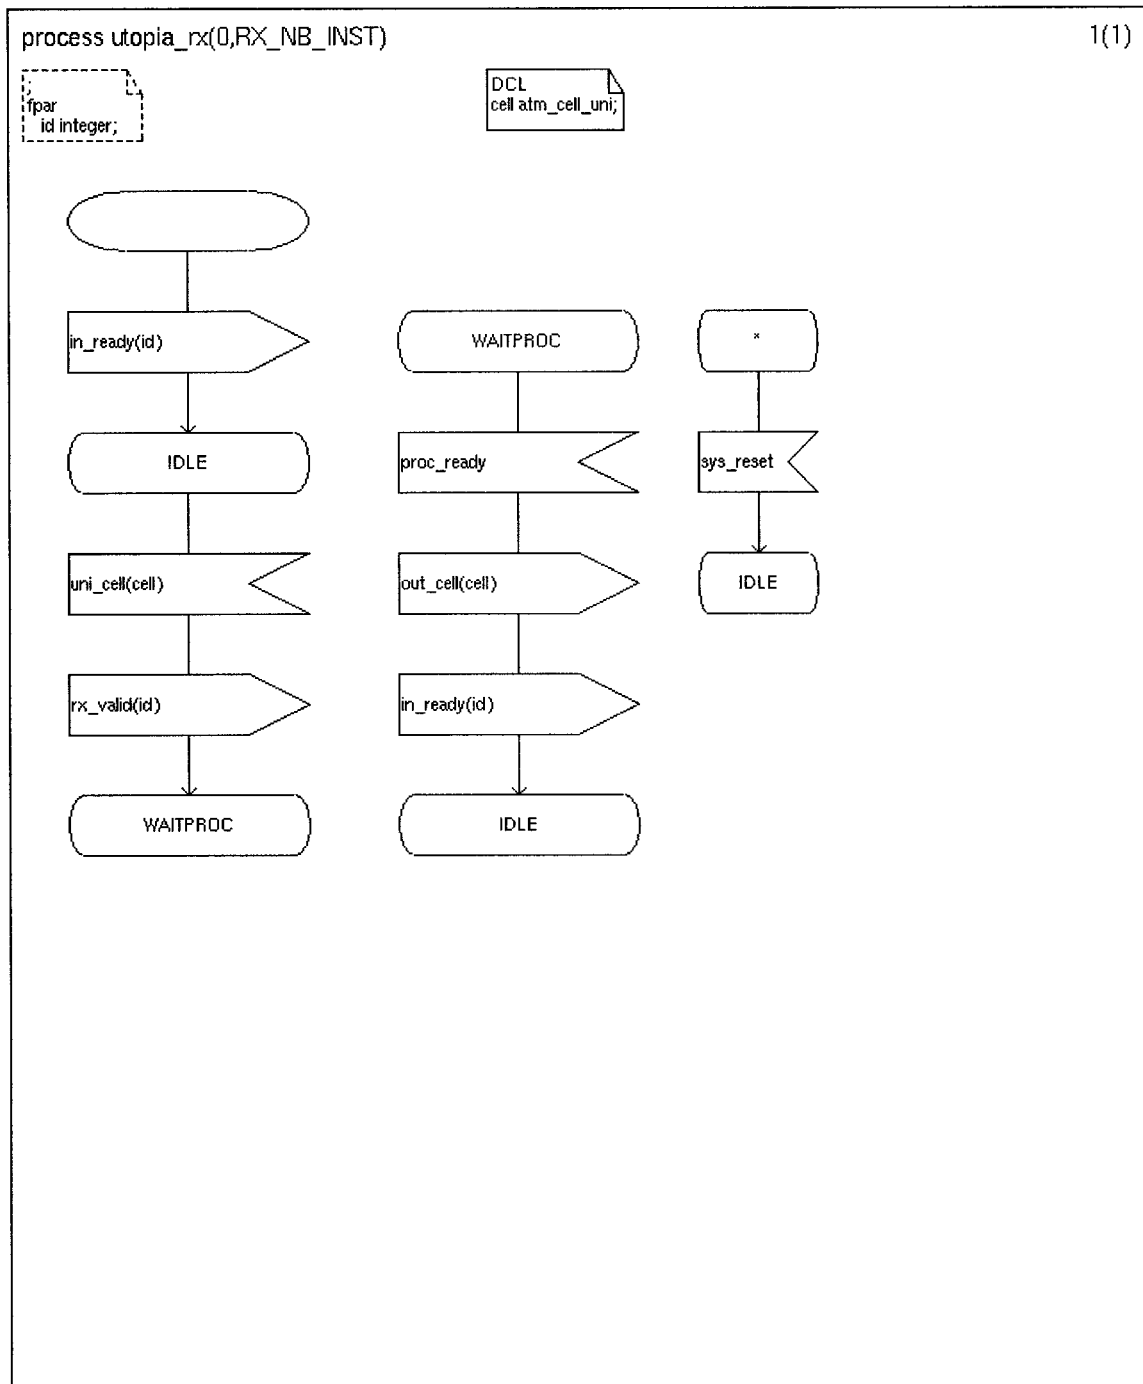 process utopia_rx(0,RX_NB_INST)
1(1)
;
fpar
id integer;
DCL
cell atm_cell_uni;
in_ready(id)
IDLE
uni_cell(cell)
rx_valid(id)
WAITPROC
WAITPROC
proc_ready
out_cell(cell)
in_ready(id)
IDLE
*
sys_reset
IDLE